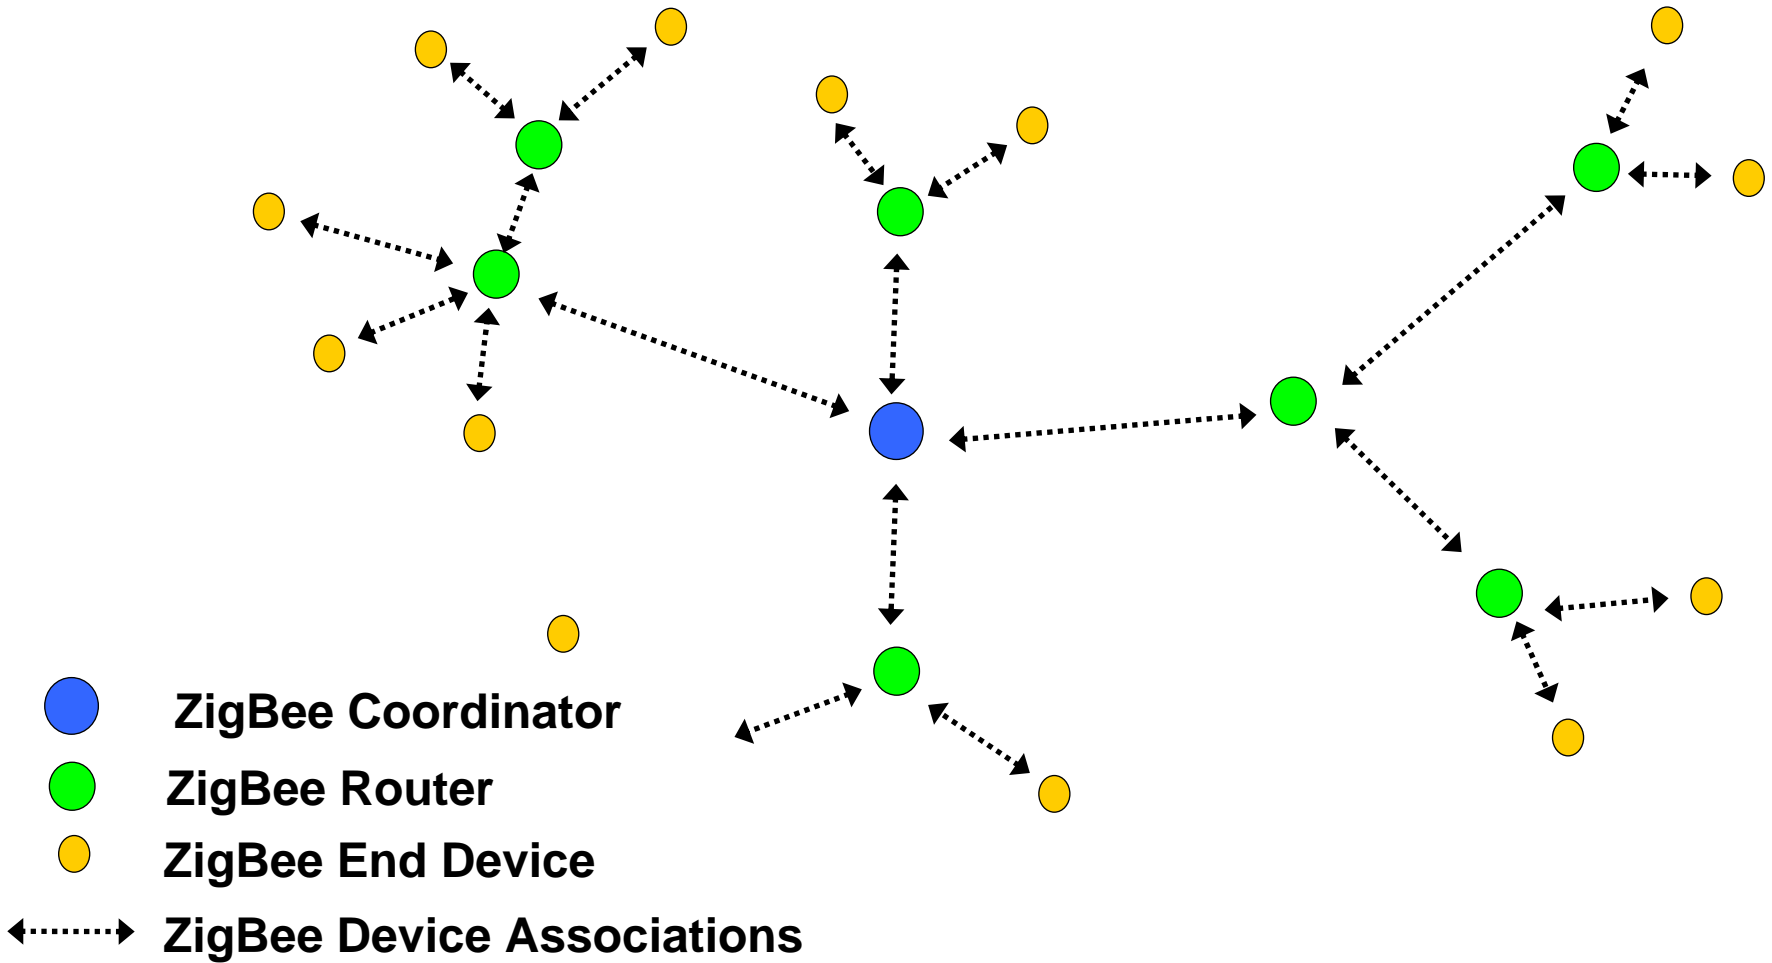 ZigBee Coordinator
ZigBee Router
ZigBee End Device
ZigBee Device Associations